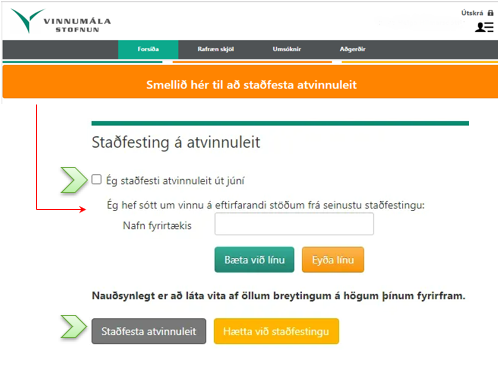 VINNUMÁLA
STOFNUN
Útskrá
Forsíða Rafræn skjöl Umsóknir Aðgerðir
Smellið hér til að staðfesta atvinnuleit
Staðfesting á atvinnuleit
Ég staðfesti atvinnuleit út júní
Ég hef sótt um vinnu á eftirfarandi stöðum frá seinustu staðfestingu:
Nafn fyrirtækis
Bæta við línu Eyða línu
Nauðsynlegt er að láta vita af öllum breytingum á högum þínum fyrirfram.
Staðfesta atvinnuleit Hætta við staðfestingu